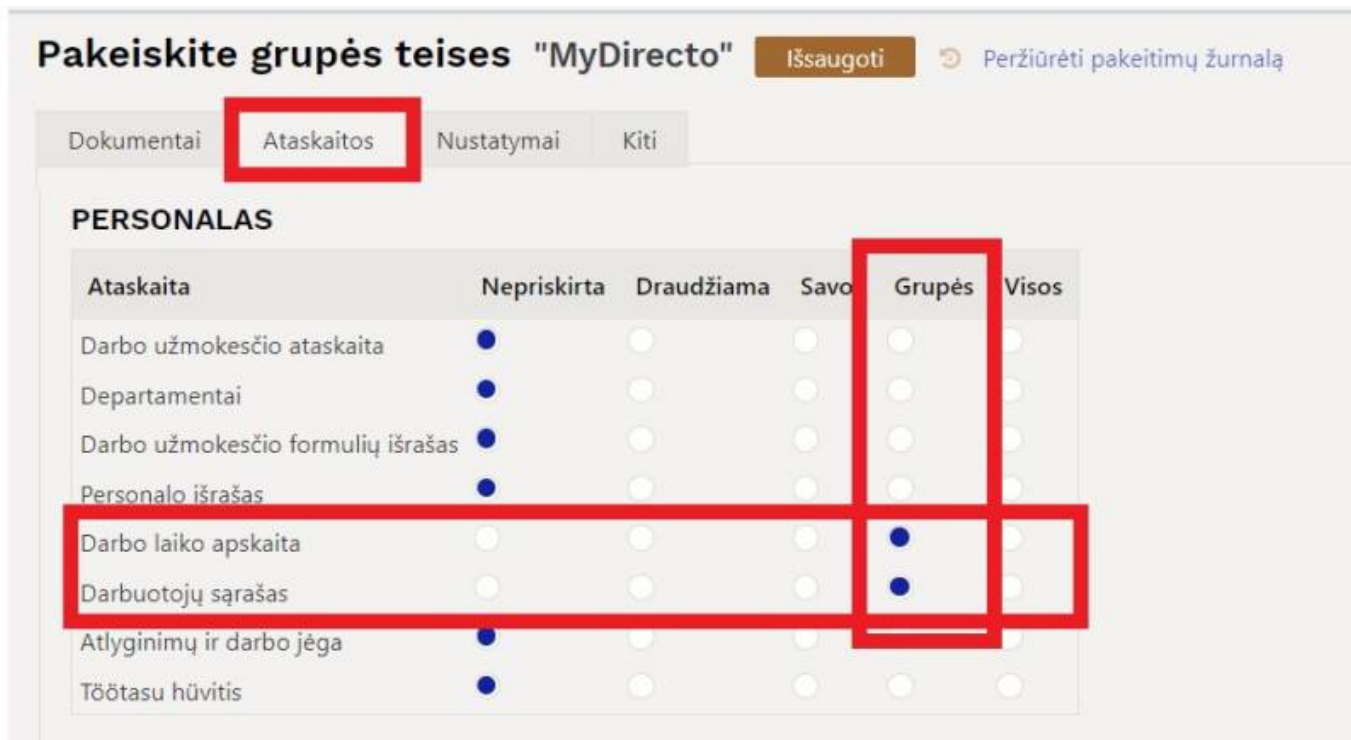 Pakeiskite grupės teises "MyDirecto" Išsaugoti Peržiūrėti pakeitimų žurnalą
Dokumentai Ataskaitos Nustatymai Kiti
PERSONALAS
Ataskaita Nepriskirta Draudžiama Savo Grupės Visos
Darbo užmokesčio ataskaita
Departamentai
Darbo užmokesčio formulių išrašas
Personalo išrašas
Darbo laiko apskaita
Darbuotojų sąrašas
Atlyginimų ir darbo jėga
Töötasu hüvitis